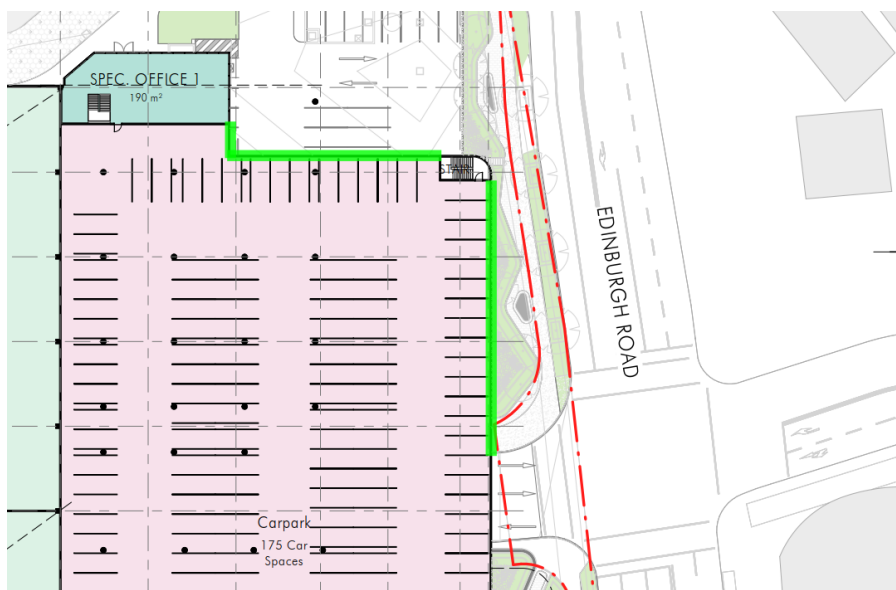 SPEC. OFFICE 1
190 m²
STAIR
EDINBURGH ROAD
Carpark
175 Car
Spaces